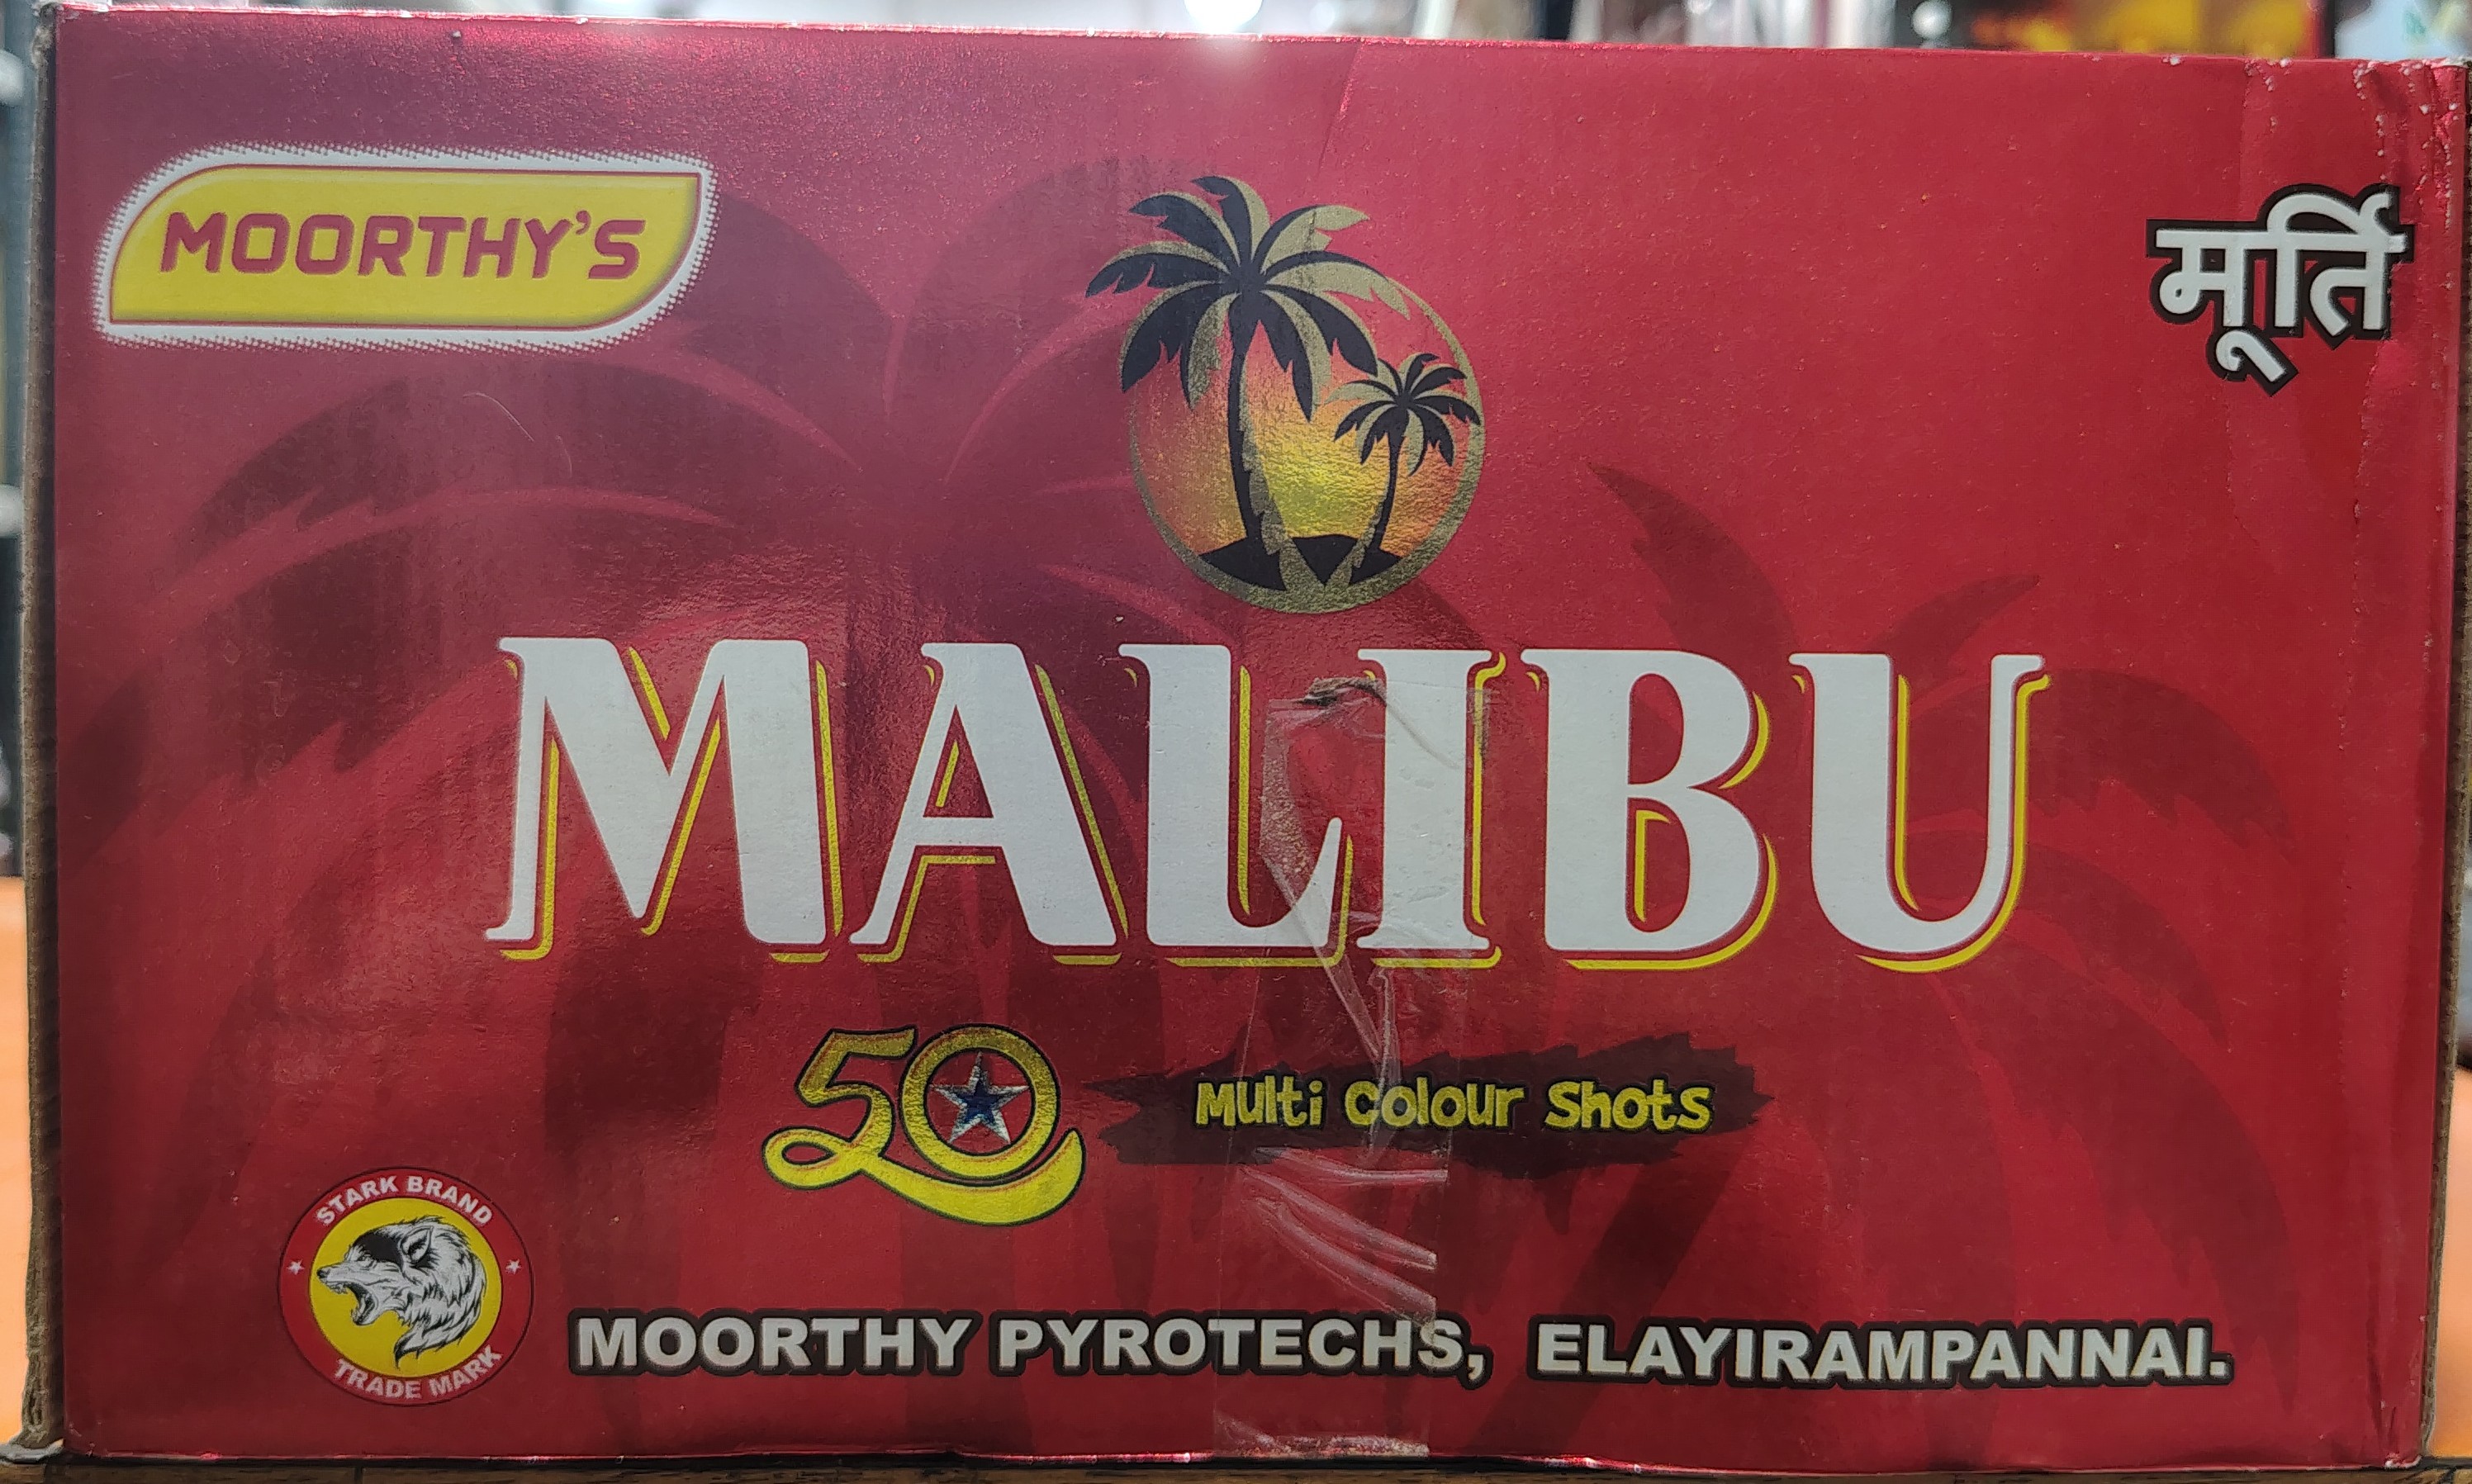 MOORTHY'S
मूर्ति
MALIBU
50 Multi Colour Shots
STARK BRAND
TRADE MARK
MOORTHY PYROTECHS, ELAYIRAMPANNAI.